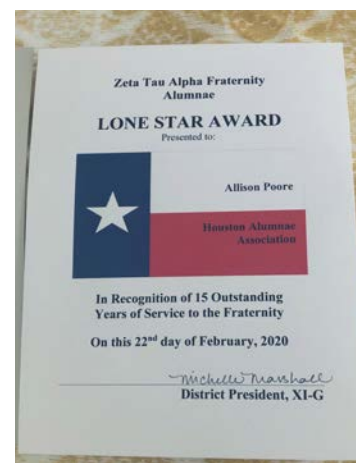 Zeta Tau Alpha Fraternity
Alumnae
LONE STAR AWARD
Presented to:
Allison Poore
Houston Alumnae
Association
In Recognition of 15 Outstanding
Years of Service to the Fraternity
On this 22nd day of February, 2020
Michelle Marshall
District President, XI-G